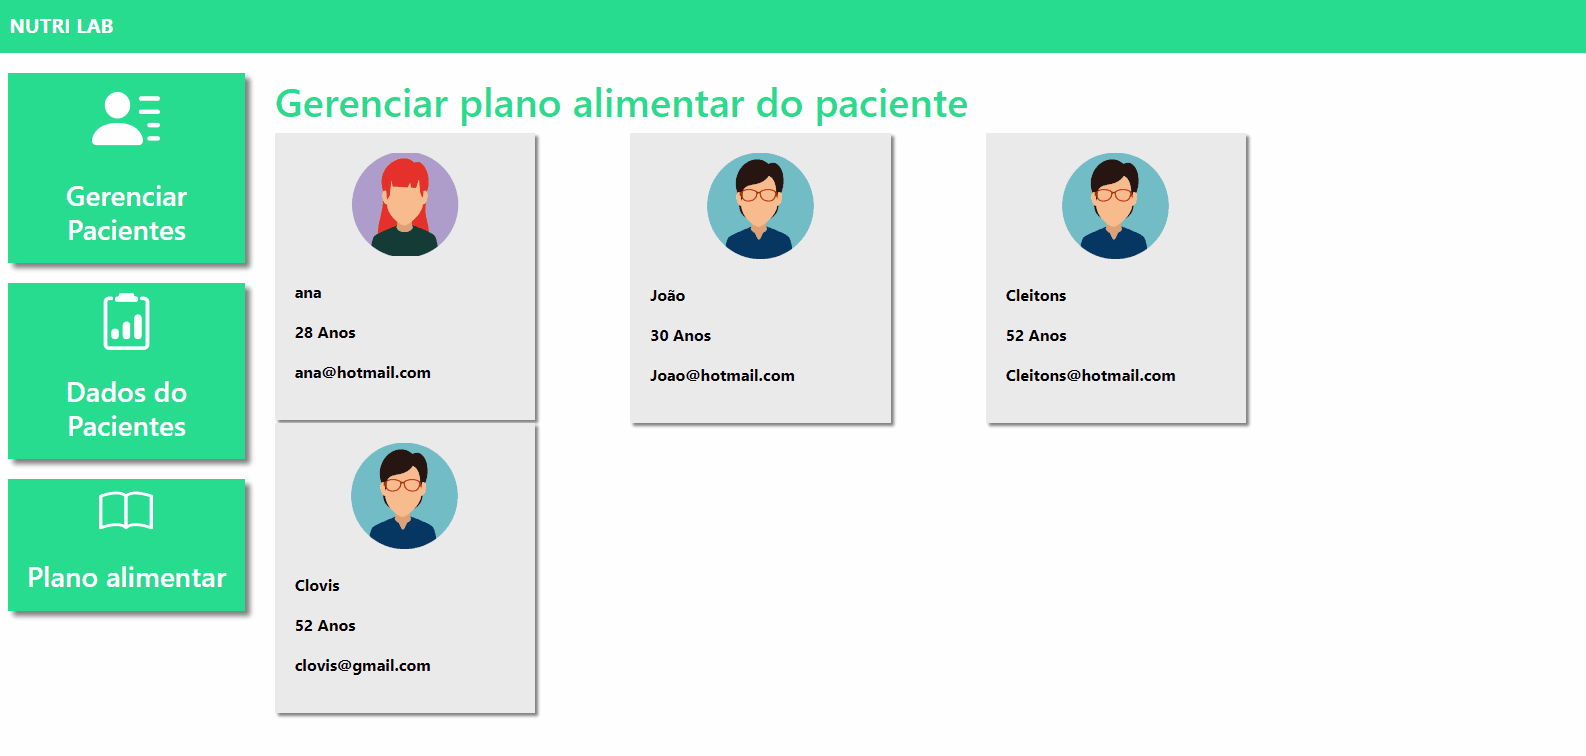 NUTRI LAB
Gerenciar
Pacientes
Dados do
Pacientes
Plano alimentar
Gerenciar plano alimentar do paciente
ana
28 Anos
ana@hotmail.com
João
30 Anos
Joao@hotmail.com
Cleitons
52 Anos
Cleitons@hotmail.com
Clovis
52 Anos
clovis@gmail.com